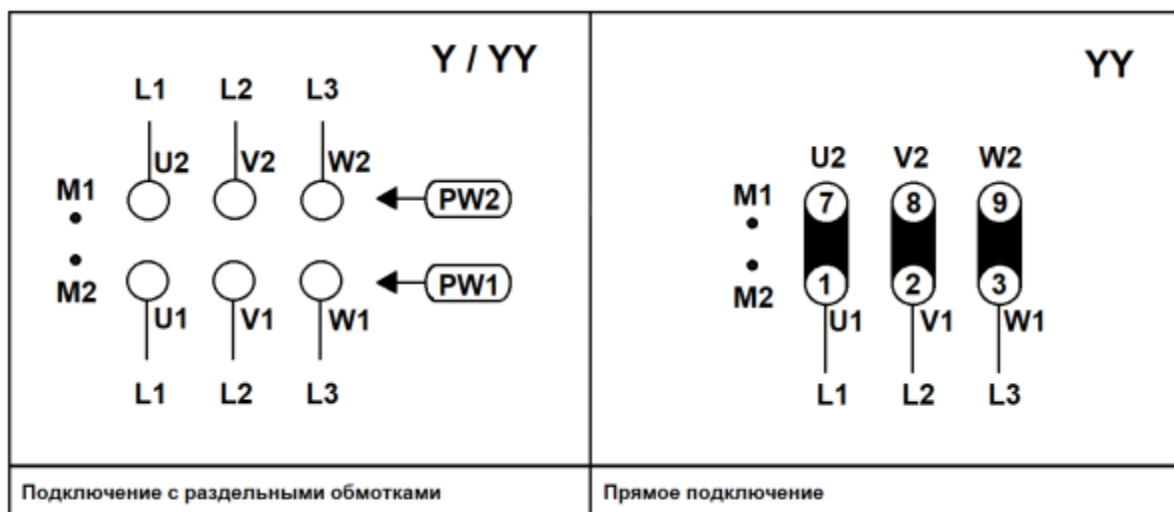 Y / YY
L1 L2 L3
U2 V2 W2
M1
PW2
M2
PW1
U1 V1 W1
L1 L2 L3
Подключение с раздельными обмотками
YY
U2 V2 W2
M1
7 8 9
M2
1 2 3
U1 V1 W1
L1 L2 L3
Прямое подключение